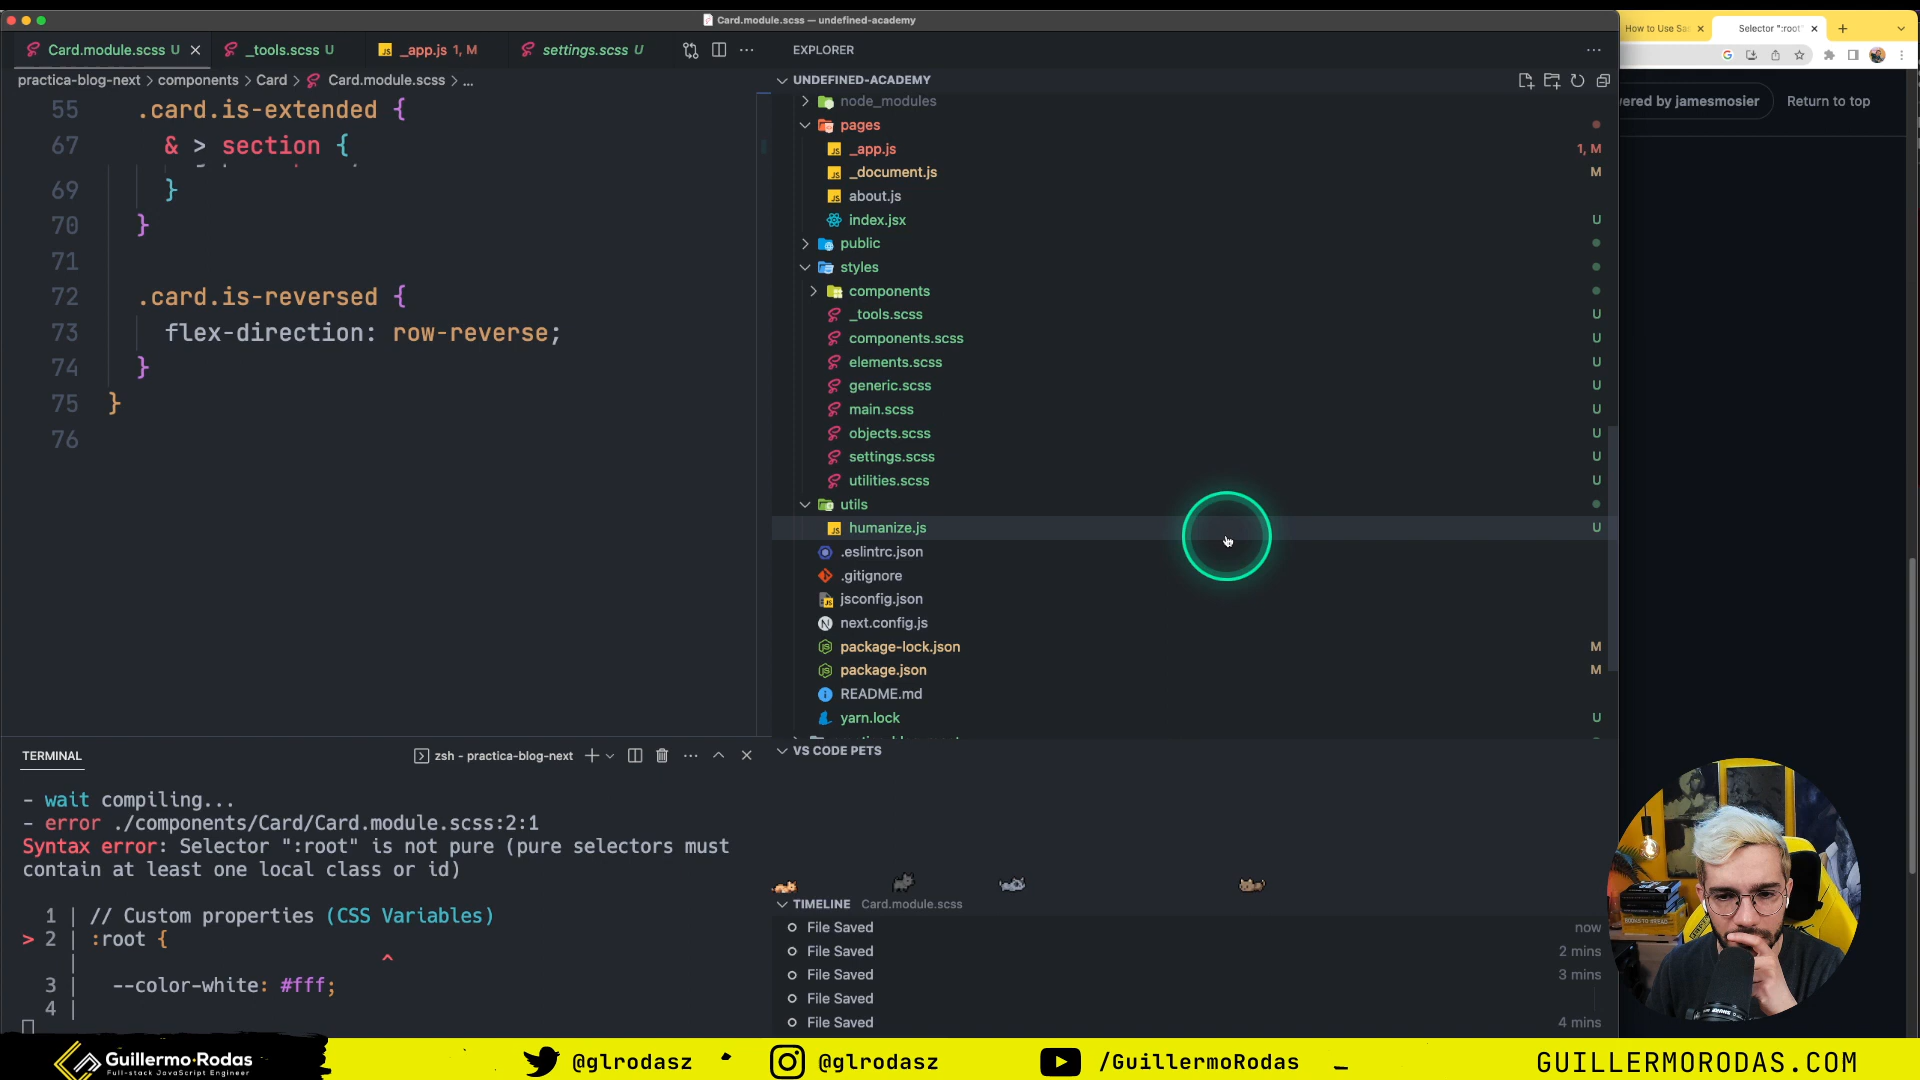 Card.module.scss — undefined-academy
Card.module.scss U
_tools.scss U
_app.js 1, M
settings.scss U
EXPLORER
How to Use Sas
Selector ":root"
practica-blog-next > components > Card > Card.module.scss > ...
UNDEFINED-ACADEMY
ered by jamesmosier
Return to top
55 .card.is-extended {
67 & > section {
69 }
70 }
71
72 .card.is-reversed {
73 flex-direction: row-reverse;
74 }
75 }
76
node_modules
pages
_app.js 1, M
_document.js M
about.js
index.jsx U
public
styles
components
_tools.scss U
components.scss U
elements.scss U
generic.scss U
main.scss U
objects.scss U
settings.scss U
utilities.scss U
utils
humanize.js U
.eslintrc.json
.gitignore
jsconfig.json
next.config.js
package-lock.json M
package.json M
README.md
yarn.lock U
TERMINAL
zsh - practica-blog-next
- wait compiling...
- error ./components/Card/Card.module.scss:2:1
Syntax error: Selector ":root" is not pure (pure selectors must
contain at least one local class or id)
1 | // Custom properties (CSS Variables)
> 2 | :root {
| ^
3 | --color-white: #fff;
4 |
VS CODE PETS
TIMELINE Card.module.scss
File Saved now
File Saved 2 mins
File Saved 3 mins
File Saved
File Saved 4 mins
Guillermo Rodas
Full-stack JavaScript Engineer
@glrodasz
@glrodasz
/GuillermoRodas
GUILLERMORODAS.COM